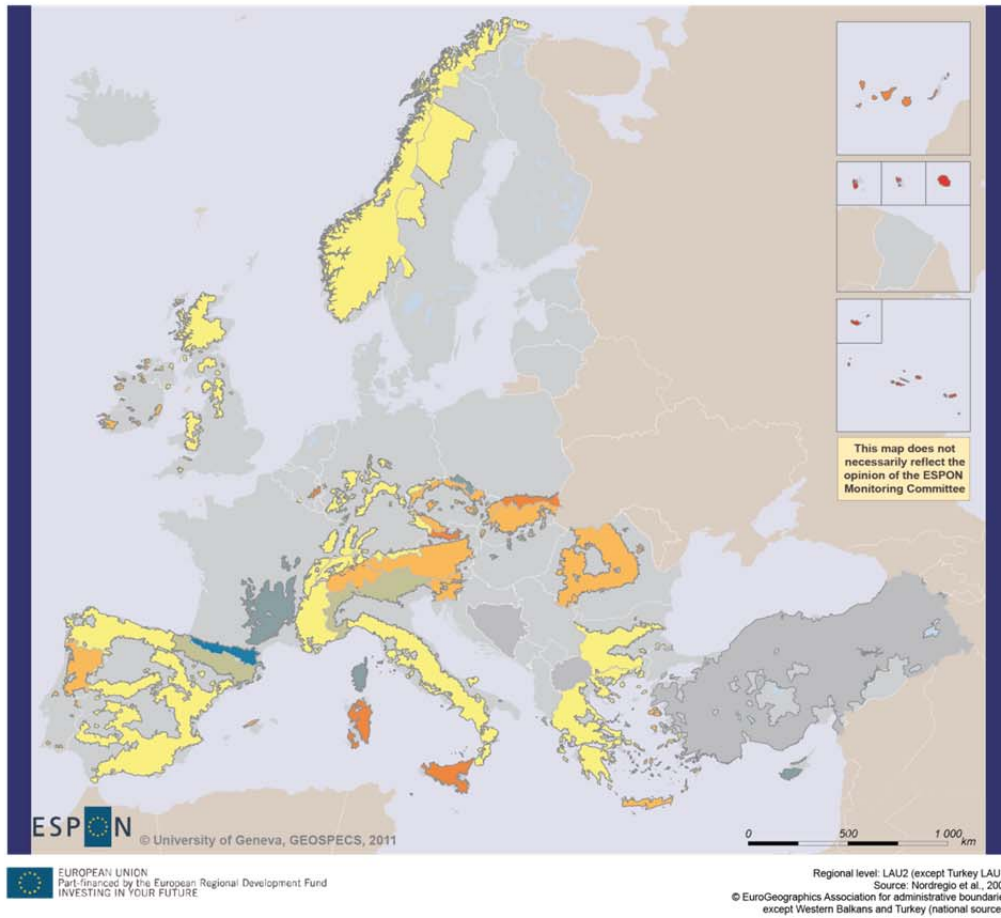 This map does not
necessarily reflect the
opinion of the ESPON
Monitoring Committee
ESPON
© University of Geneva, GEOSPECS, 2011
0 500 1 000
km
EUROPEAN UNION
Part-financed by the European Regional Development Fund
INVESTING IN YOUR FUTURE
Regional level: LAU2 (except Turkey LAU
Source: Nordregio et al., 200
© EuroGeographics Association for administrative boundarie
except Western Balkans and Turkey (national source